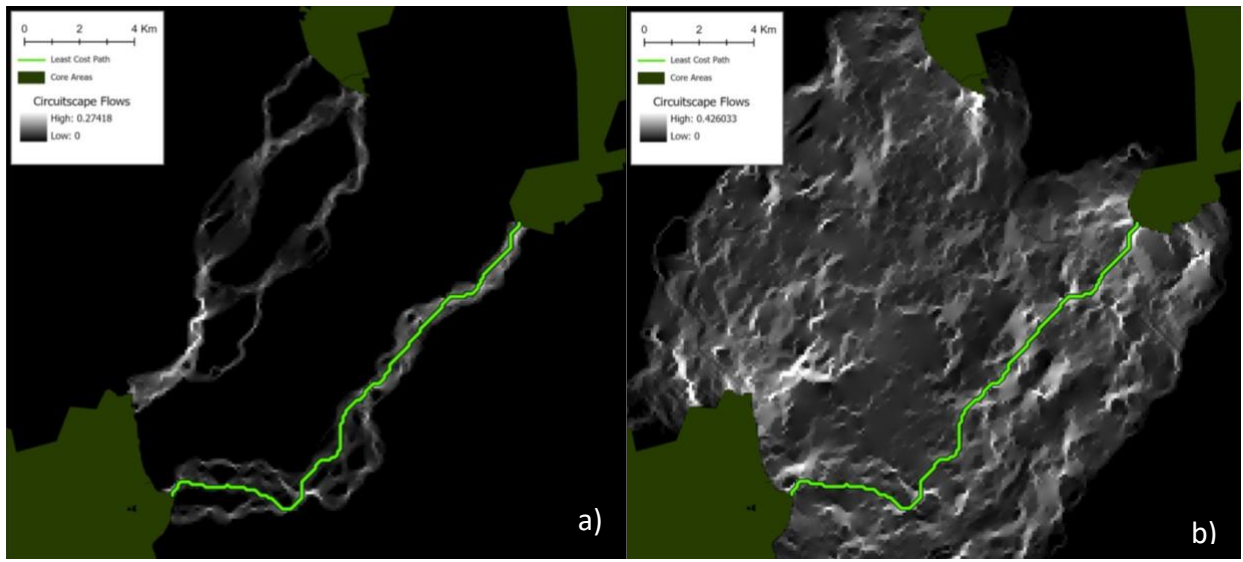 0 2 4 Km
Least Cost Path
Core Areas
Circuitscape Flows
High: 0.27418
Low: 0
a)
0 2 4 Km
Least Cost Path
Core Areas
Circuitscape Flows
High: 0.426033
Low: 0
b)